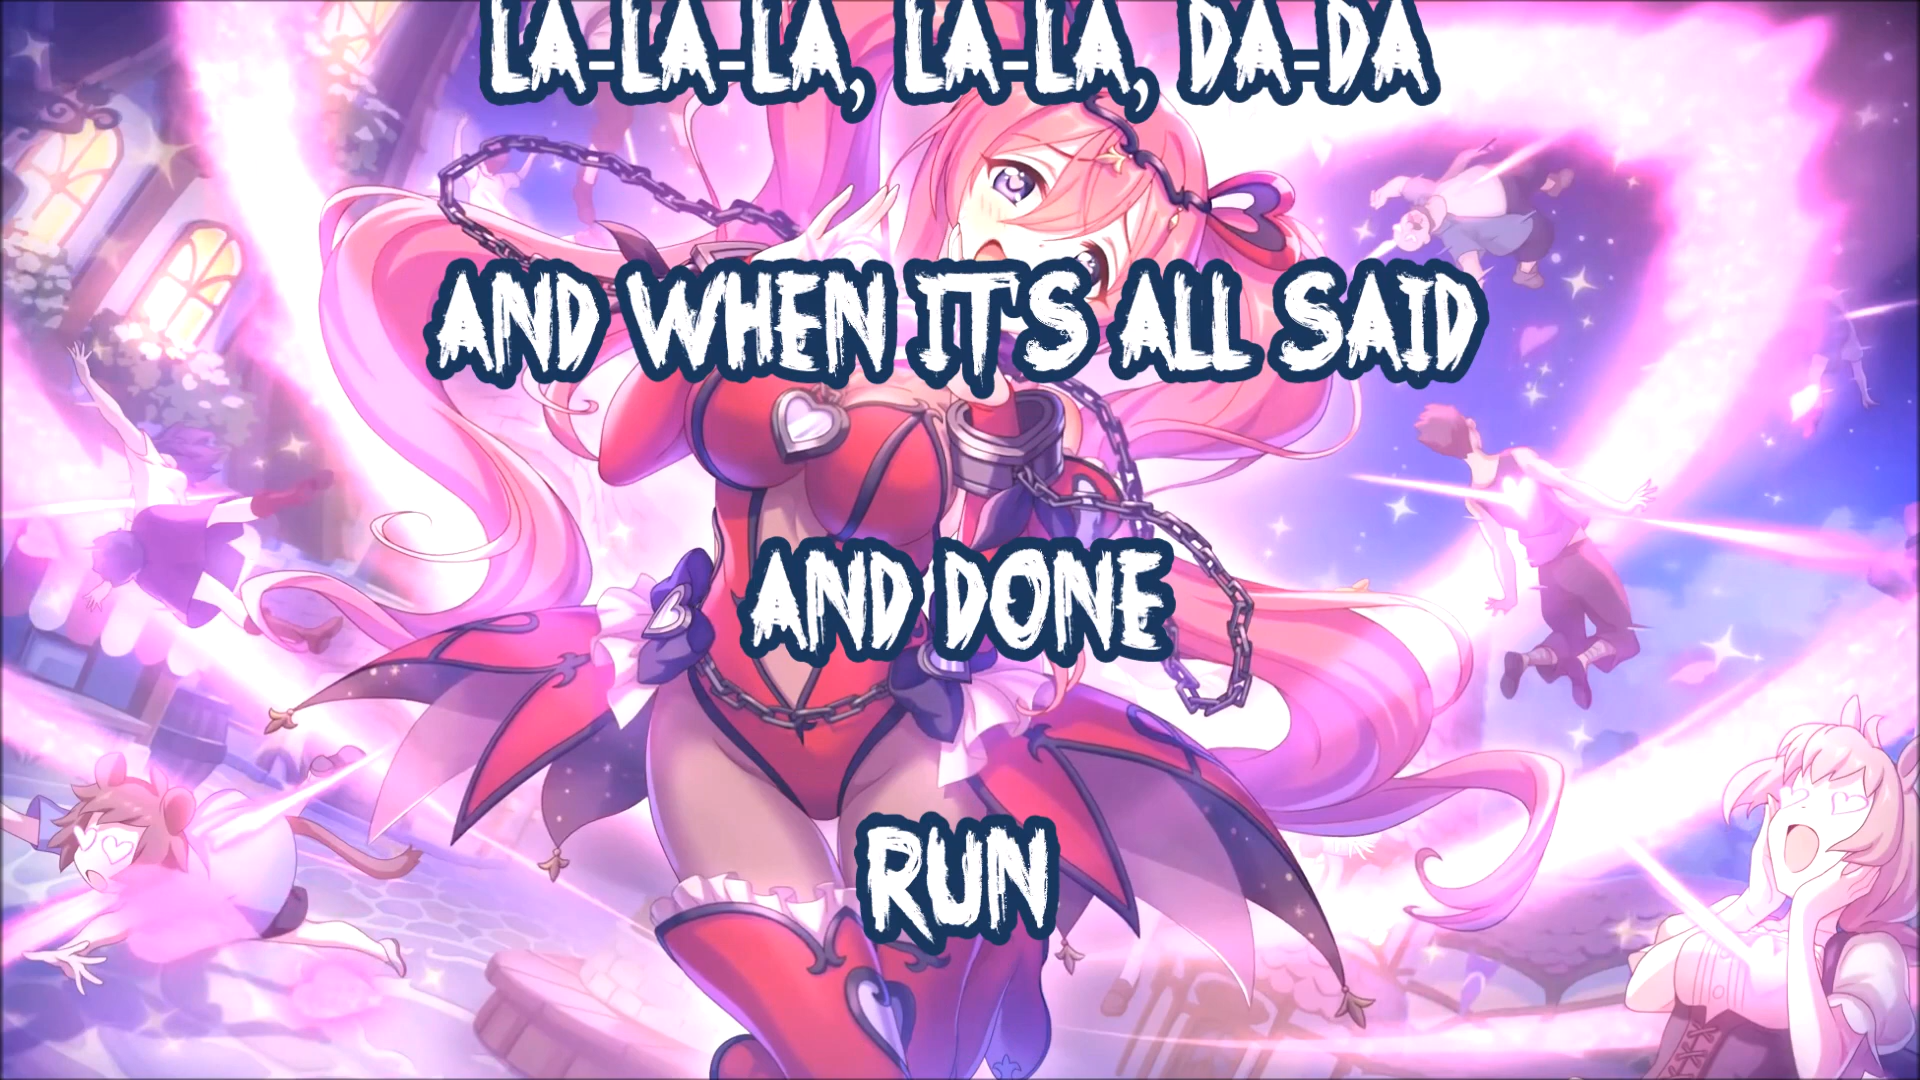 LA-LA-LA, LA-LA, DA-DA
AND WHEN IT'S ALL SAID
AND DONE
RUN